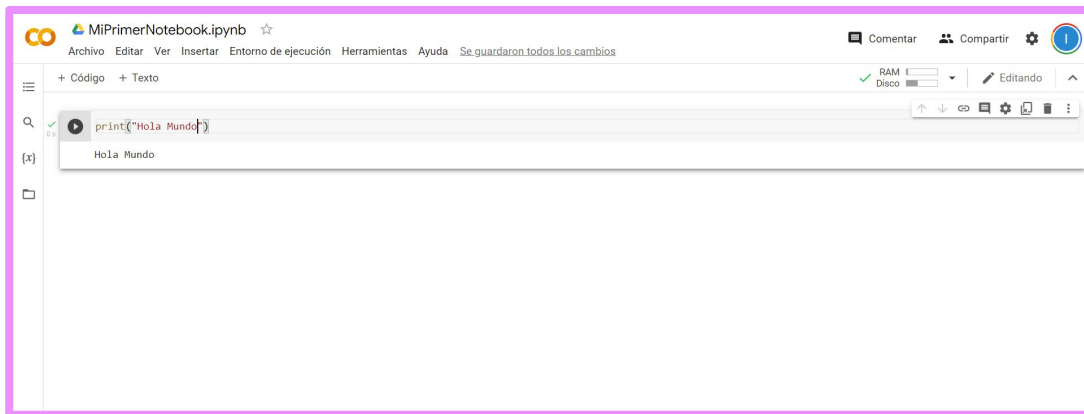 MiPrimerNotebook.ipynb
Archivo Editar Ver Insertar Entorno de ejecución Herramientas Ayuda Se guardaron todos los cambios
Comentar
Compartir
I
+ Código + Texto
RAM
Disco
Editando
0 s
print("Hola Mundo")
{x}
Hola Mundo